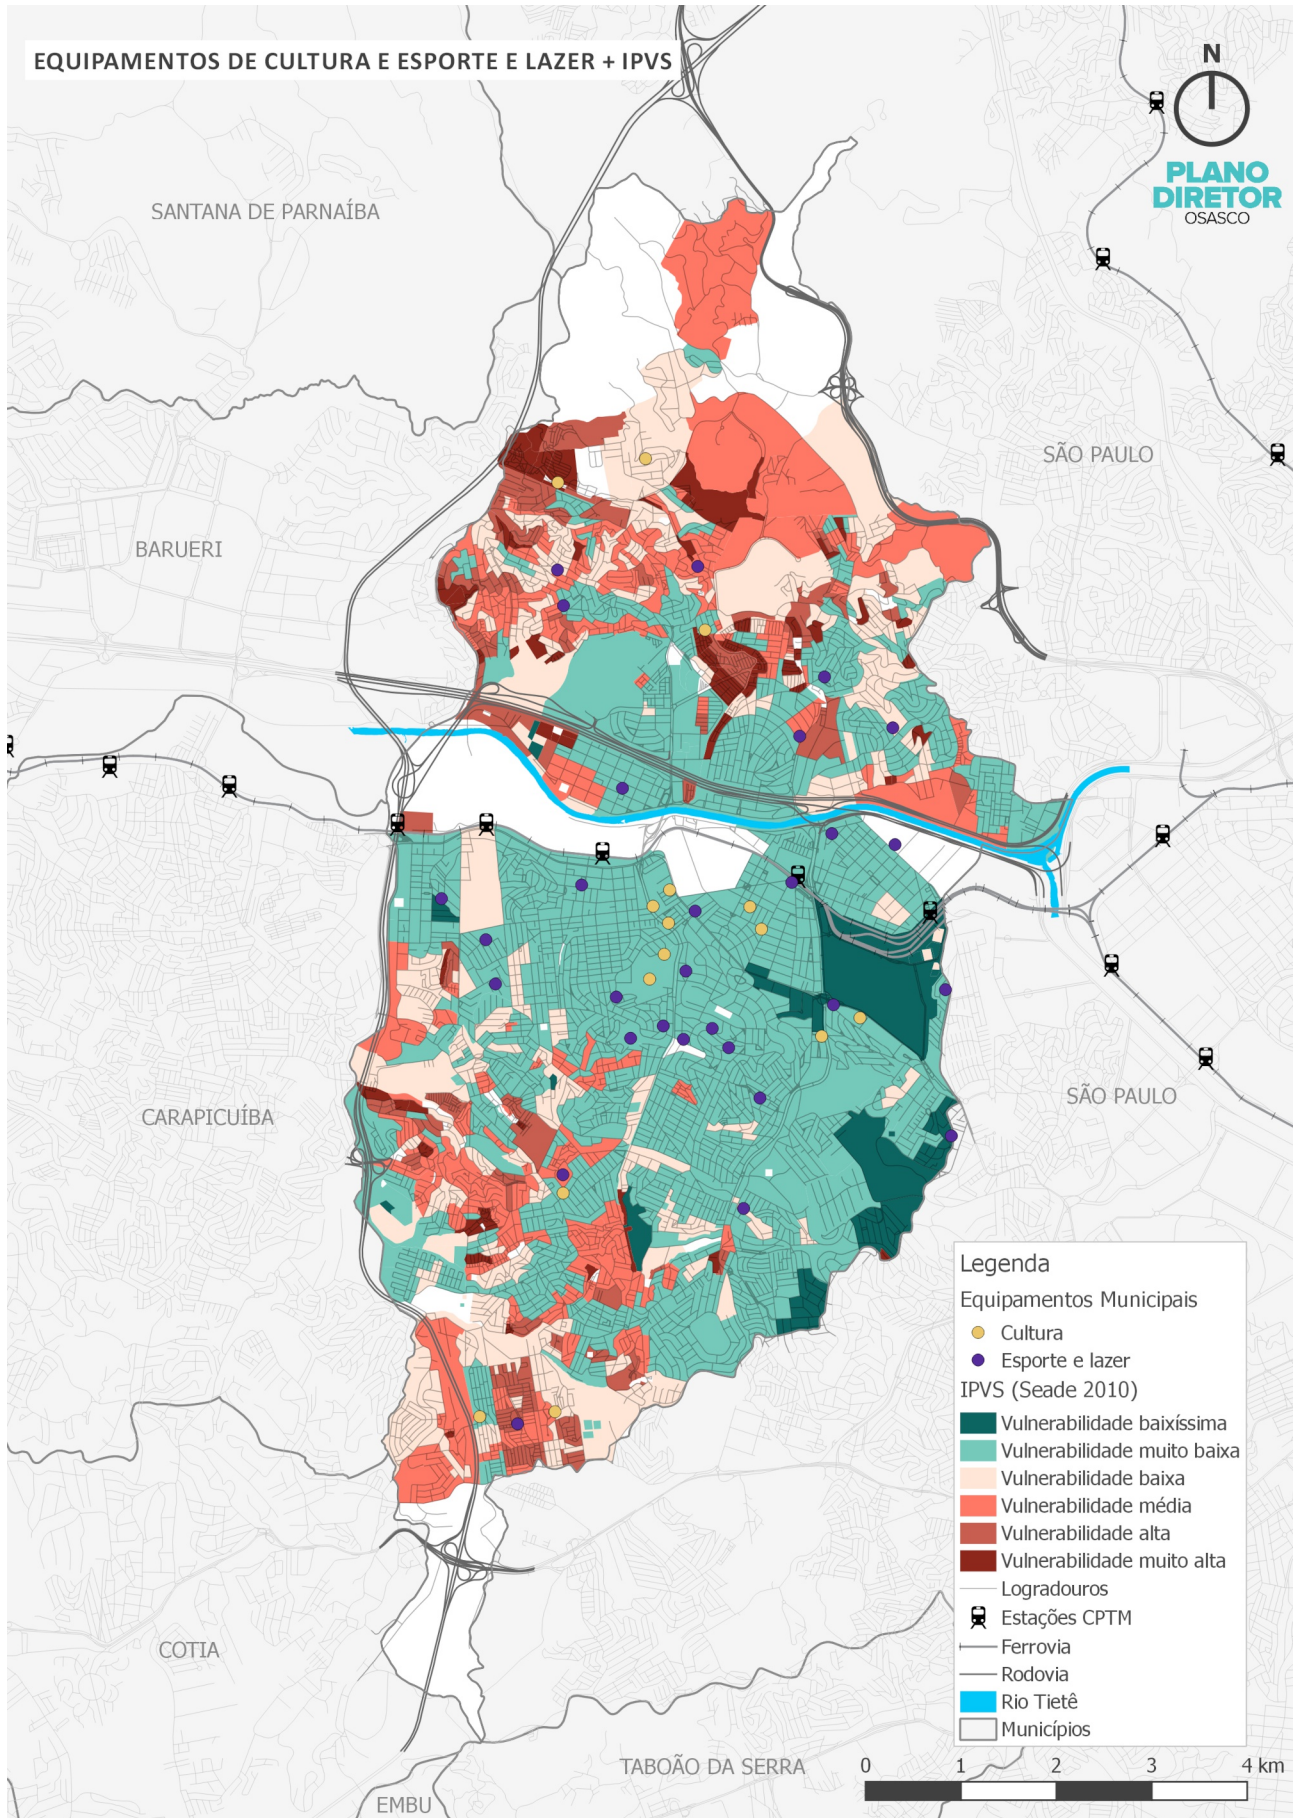 EQUIPAMENTOS DE CULTURA E ESPORTE E LAZER + IPVS
N
PLANO
DIRETOR
OSASCO
SANTANA DE PARNAÍBA
SÃO PAULO
BARUERI
CARAPICUÍBA
SÃO PAULO
COTIA
TABOÃO DA SERRA
EMBU
Legenda
Equipamentos Municipais
Cultura
Esporte e lazer
IPVS (Seade 2010)
Vulnerabilidade baixíssima
Vulnerabilidade muito baixa
Vulnerabilidade baixa
Vulnerabilidade média
Vulnerabilidade alta
Vulnerabilidade muito alta
Logradouros
Estações CPTM
Ferrovia
Rodovia
Rio Tietê
Municípios
0 1 2 3 4 km